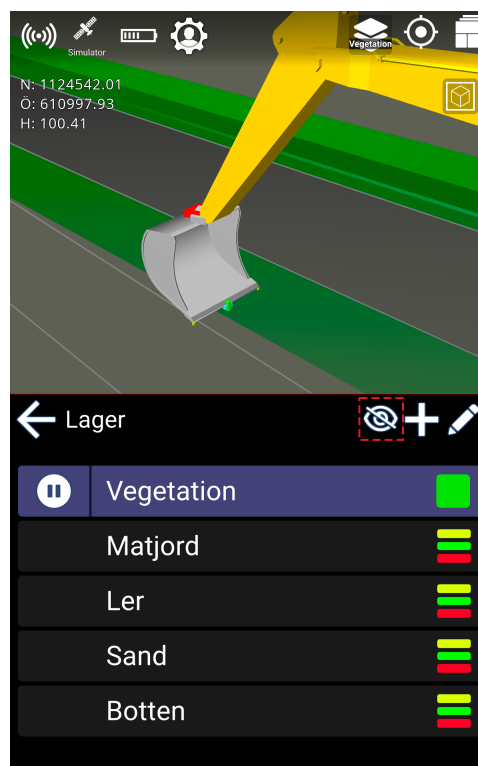 Simulator
Vegetation
N: 1124542.01
Ö: 610997.93
H: 100.41
Lager
Vegetation
Matjord
Ler
Sand
Botten